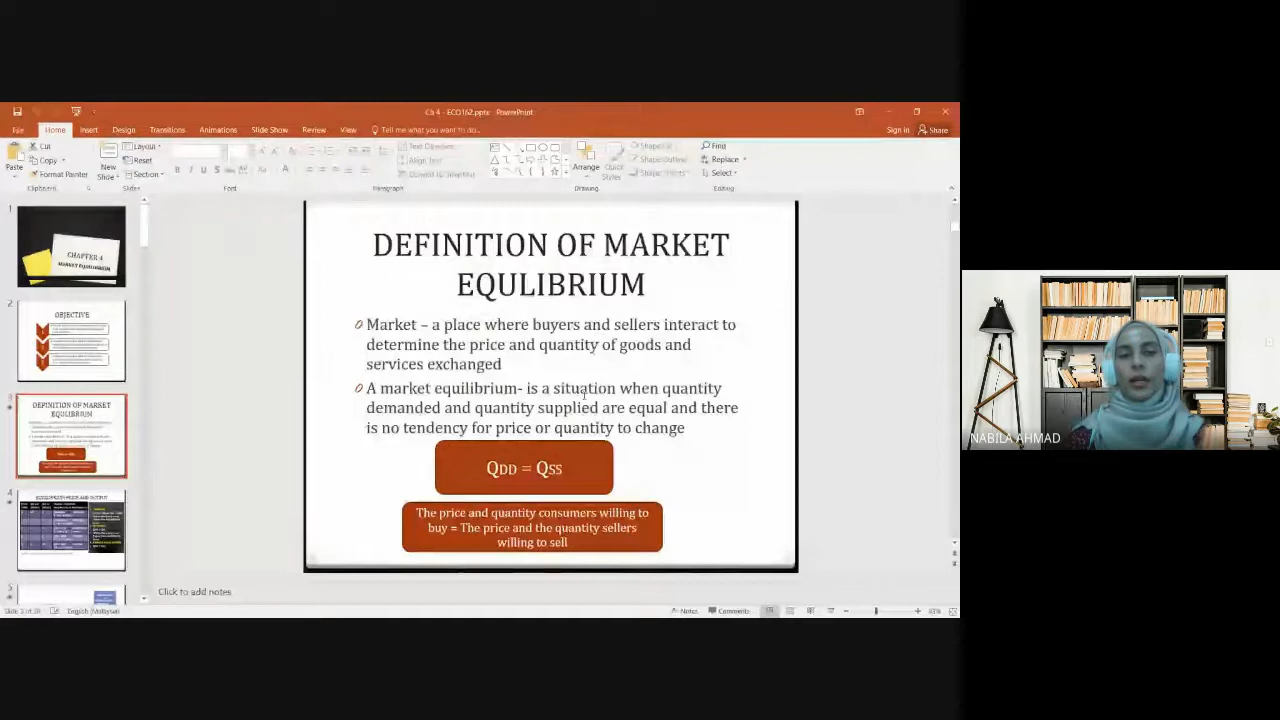 Ch 4 - ECO162.pptx - PowerPoint
File Home Insert Design Transitions Animations Slide Show Review View Tell me what you want to do... Sign in Share
Paste
Cut
Copy
Format Painter
Clipboard
New Slide
Layout
Reset
Section
Slides
Font
Text Direction
Align Text
Convert to SmartArt
Paragraph
Arrange
Quick Styles
Shape Fill
Shape Outline
Shape Effects
Drawing
Find
Replace
Select
Editing
1
CHAPTER 4
MARKET EQUILIBRIUM
2
OBJECTIVE
3
DEFINITION OF MARKET
EQULIBRIUM
4
EQUILIBRIUM PRICE AND OUTPUT
5
DEFINITION OF MARKET
EQULIBRIUM
Market – a place where buyers and sellers interact to
determine the price and quantity of goods and
services exchanged
A market equilibrium- is a situation when quantity
demanded and quantity supplied are equal and there
is no tendency for price or quantity to change
QDD = QSS
The price and quantity consumers willing to
buy = The price and the quantity sellers
willing to sell
Click to add notes
English (Malaysia)
Notes Comments
NABILA AHMAD